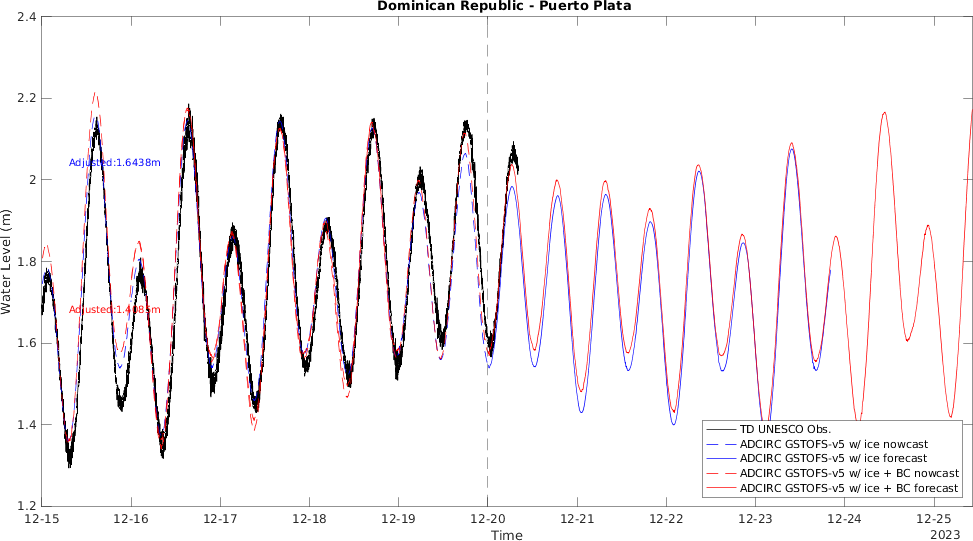 Dominican Republic - Puerto Plata
2.4
2.2
2
1.8
1.6
1.4
1.2
Water Level (m)
Adjusted:1.6438m
Adjusted:1.4085m
TD UNESCO Obs.
ADCIRC GSTOFS-v5 w/ ice nowcast
ADCIRC GSTOFS-v5 w/ ice forecast
ADCIRC GSTOFS-v5 w/ ice + BC nowcast
ADCIRC GSTOFS-v5 w/ ice + BC forecast
12-15 12-16 12-17 12-18 12-19 12-20 12-21 12-22 12-23 12-24 12-25
2023
Time